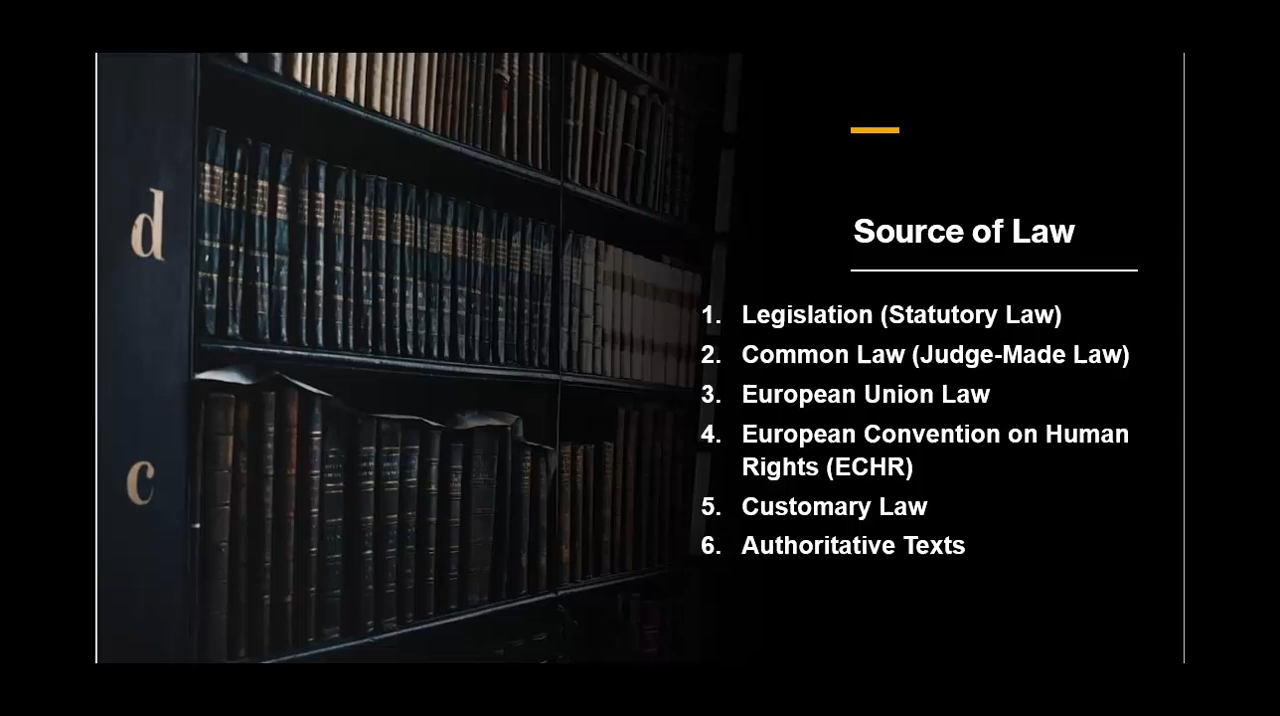 d
c
Source of Law
1. Legislation (Statutory Law)
2. Common Law (Judge-Made Law)
3. European Union Law
4. European Convention on Human
Rights (ECHR)
5. Customary Law
6. Authoritative Texts